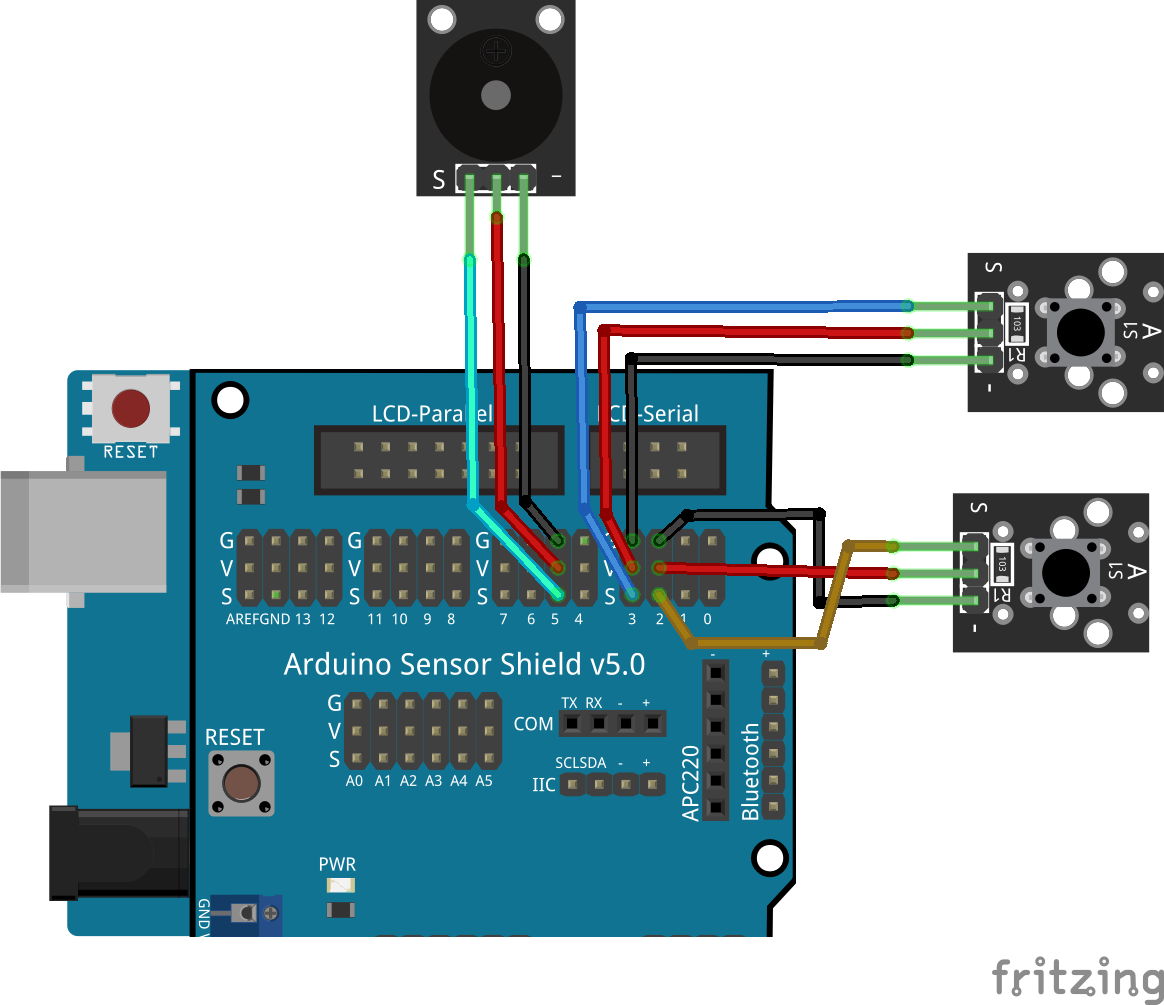 S -
S
103
R1
S1
A
-
RESET
LCD-Parallel
LCD-Serial
G G G
V V V V
S S S S
AREF GND 13 12 11 10 9 8 7 6 5 4 3 2 1 0
S
103
R1
S1
A
-
Arduino Sensor Shield v5.0
- +
G
V
S
A0 A1 A2 A3 A4 A5
TX RX - +
COM
SCL SDA - +
IIC
APC220
Bluetooth
RESET
PWR
GND
fritzing